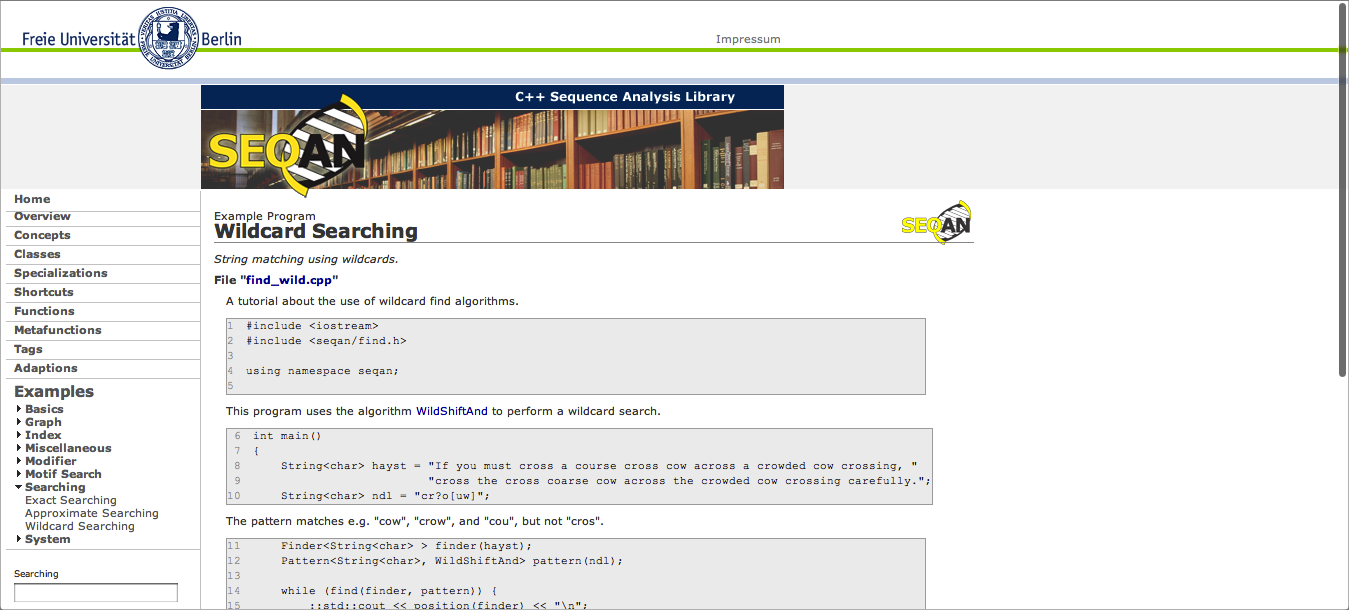 Freie Universität Berlin
Impressum
C++ Sequence Analysis Library
SEQAN
Home
Overview
Concepts
Classes
Specializations
Shortcuts
Functions
Metafunctions
Tags
Adaptions
Examples
Basics
Graph
Index
Miscellaneous
Modifier
Motif Search
Searching
Exact Searching
Approximate Searching
Wildcard Searching
System
Searching
Example Program
Wildcard Searching
SEQAN
String matching using wildcards.
File "find_wild.cpp"
A tutorial about the use of wildcard find algorithms.
1 #include <iostream>
2 #include <seqan/find.h>
3
4 using namespace seqan;
5
This program uses the algorithm WildShiftAnd to perform a wildcard search.
6 int main()
7 {
8 String<char> hayst = "If you must cross a course cross cow across a crowded cow crossing, "
9 "cross the cross coarse cow across the crowded cow crossing carefully.";
10 String<char> ndl = "cr?o[uw]";
The pattern matches e.g. "cow", "crow", and "cou", but not "cros".
11 Finder<String<char> > finder(hayst);
12 Pattern<String<char>, WildShiftAnd> pattern(ndl);
13
14 while (find(finder, pattern)) {
15 ::std::cout << position(finder) << "\n";